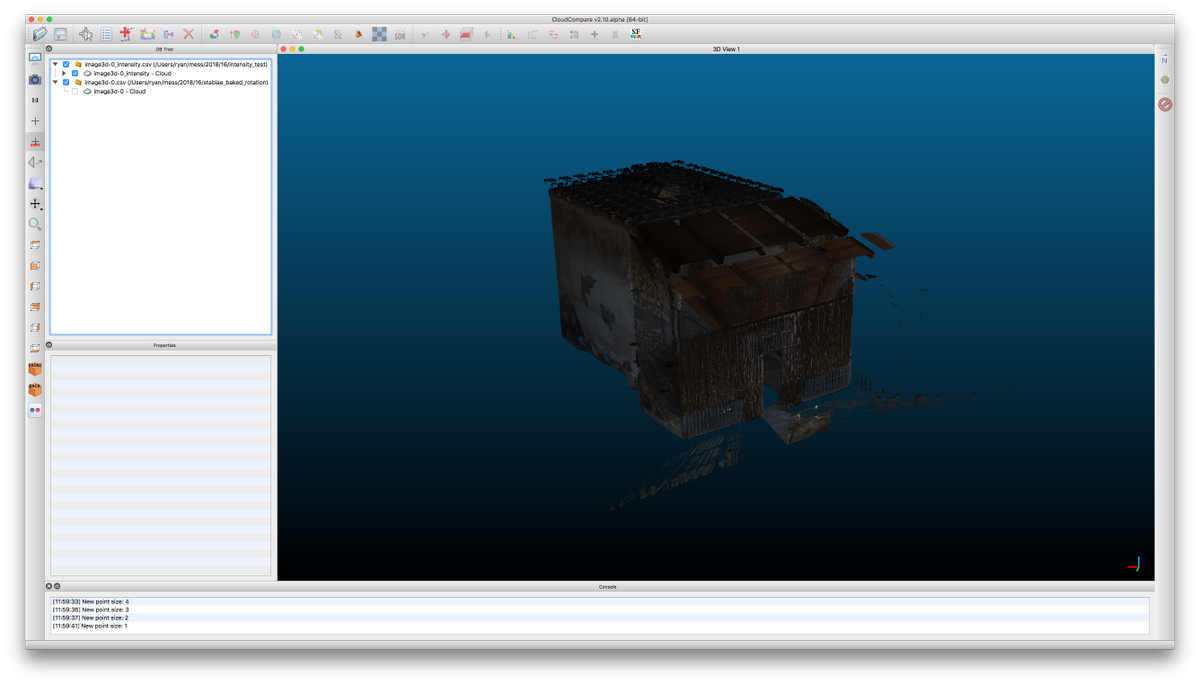 CloudCompare v2.10.alpha [64-bit]
SOR
SF
DB Tree
3D View 1
image3d-0_intensity.csv (/Users/ryan/mess/2018/16/intensity_test)
image3d-0_intensity - Cloud
image3d-0.csv (/Users/ryan/mess/2018/16/stabiae_baked_rotation)
image3d-0 - Cloud
1:1
N
Properties
FRONT
BACK
Console
[11:59:33] New point size: 4
[11:59:36] New point size: 3
[11:59:37] New point size: 2
[11:59:41] New point size: 1